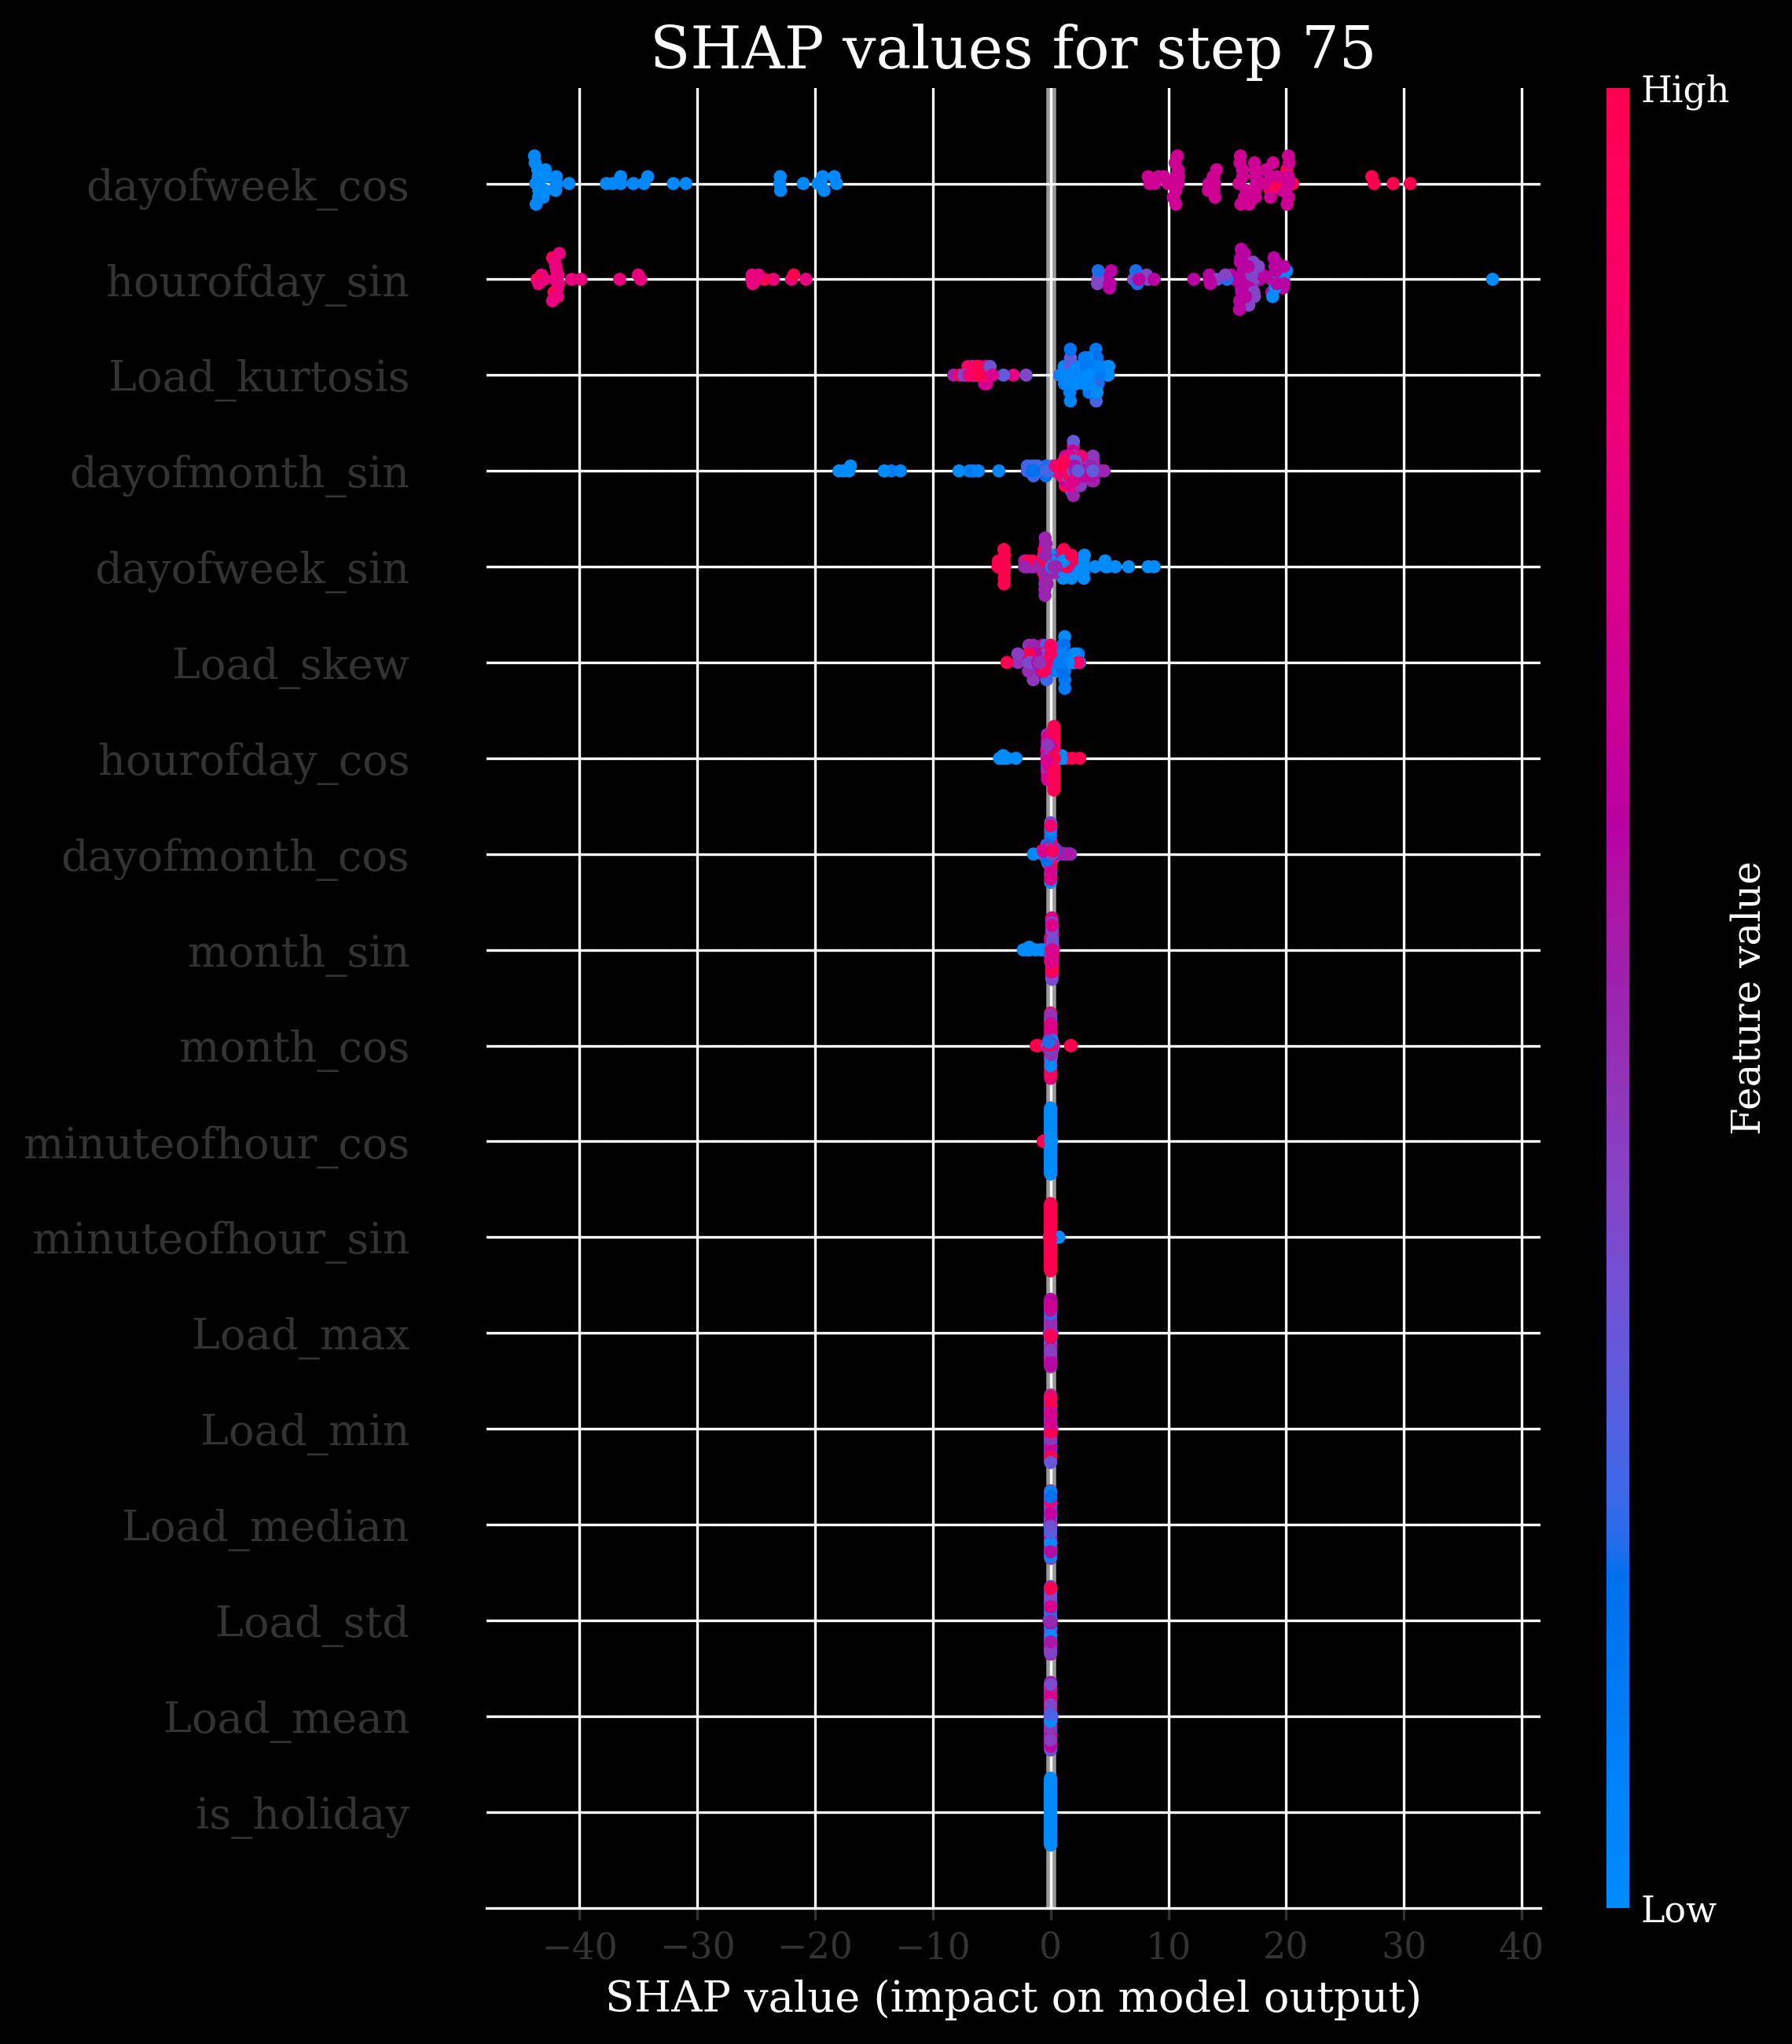 SHAP values for step 75
High
dayofweek_cos
hourofday_sin
Load_kurtosis
dayofmonth_sin
dayofweek_sin
Load_skew
hourofday_cos
dayofmonth_cos
month_sin
month_cos
minuteofhour_cos
minuteofhour_sin
Load_max
Load_min
Load_median
Load_std
Load_mean
is_holiday
Feature value
Low
−40 −30 −20 −10 0 10 20 30 40
SHAP value (impact on model output)